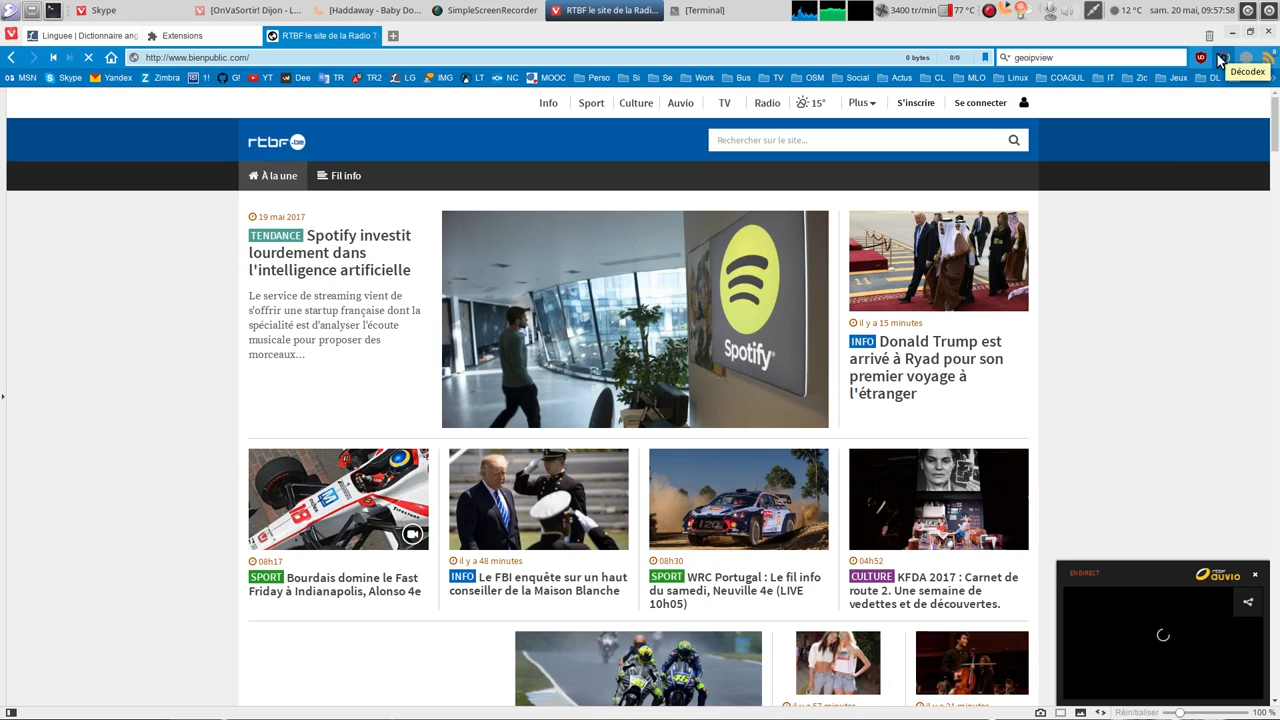 Skype
[OnVaSortir! Dijon - L...
[Haddaway - Baby Do...
SimpleScreenRecorder
RTBF le site de la Radi...
[Terminal]
3400 tr/min
77 °C
12 °C
sam. 20 mai, 09:57:58
Linguee | Dictionnaire ang
Extensions
RTBF le site de la Radio T
http://www.bienpublic.com/
0 bytes
0/0
geoipview
Décodex
MSN
Skype
Yandex
Zimbra
1!
G!
YT
Dee
TR
TR2
LG
IMG
LT
NC
MOOC
Perso
Si
Se
Work
Bus
TV
OSM
Social
Actus
CL
MLO
Linux
COAGUL
IT
Zic
Jeux
DL
Info
Sport
Culture
Auvio
TV
Radio
15°
Plus
S'inscrire
Se connecter
rtbf.be
Rechercher sur le site...
À la une
Fil info
19 mai 2017
TENDANCE Spotify investit
lourdement dans
l'intelligence artificielle
Le service de streaming vient de
s'offrir une startup française dont la
spécialité est d'analyser l'écoute
musicale pour proposer des
morceaux...
Spotify
il y a 15 minutes
INFO Donald Trump est
arrivé à Ryad pour son
premier voyage à
l'étranger
08h17
SPORT Bourdais domine le Fast
Friday à Indianapolis, Alonso 4e
il y a 48 minutes
INFO Le FBI enquête sur un haut
conseiller de la Maison Blanche
08h30
SPORT WRC Portugal : Le fil info
du samedi, Neuville 4e (LIVE
10h05)
04h52
CULTURE KFDA 2017 : Carnet de
route 2. Une semaine de
vedettes et de découvertes.
EN DIRECT
rtbf auvio
Réinitialiser
100 %